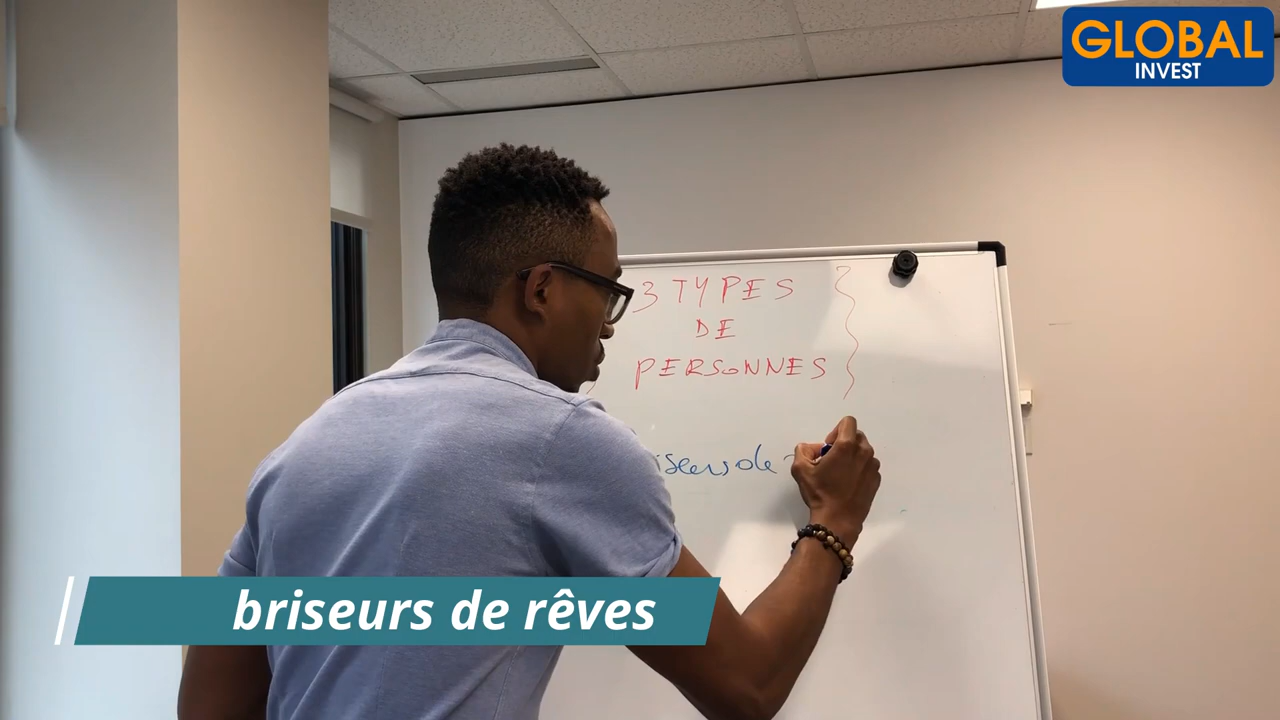 GLOBAL
INVEST
3 TYPES
DE
PERSONNES
briseurs de rêves